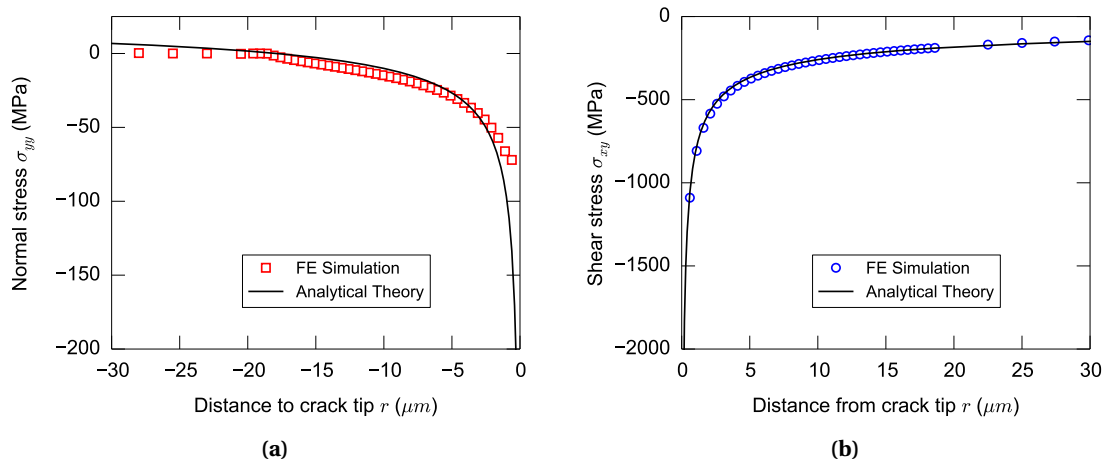 0
−50
−100
−150
−200
−30
−25
−20
−15
−10
−5
0
Normal stress σyy (MPa)
Distance to crack tip r (μm)
FE Simulation
Analytical Theory
(a)
0
−500
−1000
−1500
−2000
0
5
10
15
20
25
30
Shear stress σxy (MPa)
Distance from crack tip r (μm)
FE Simulation
Analytical Theory
(b)